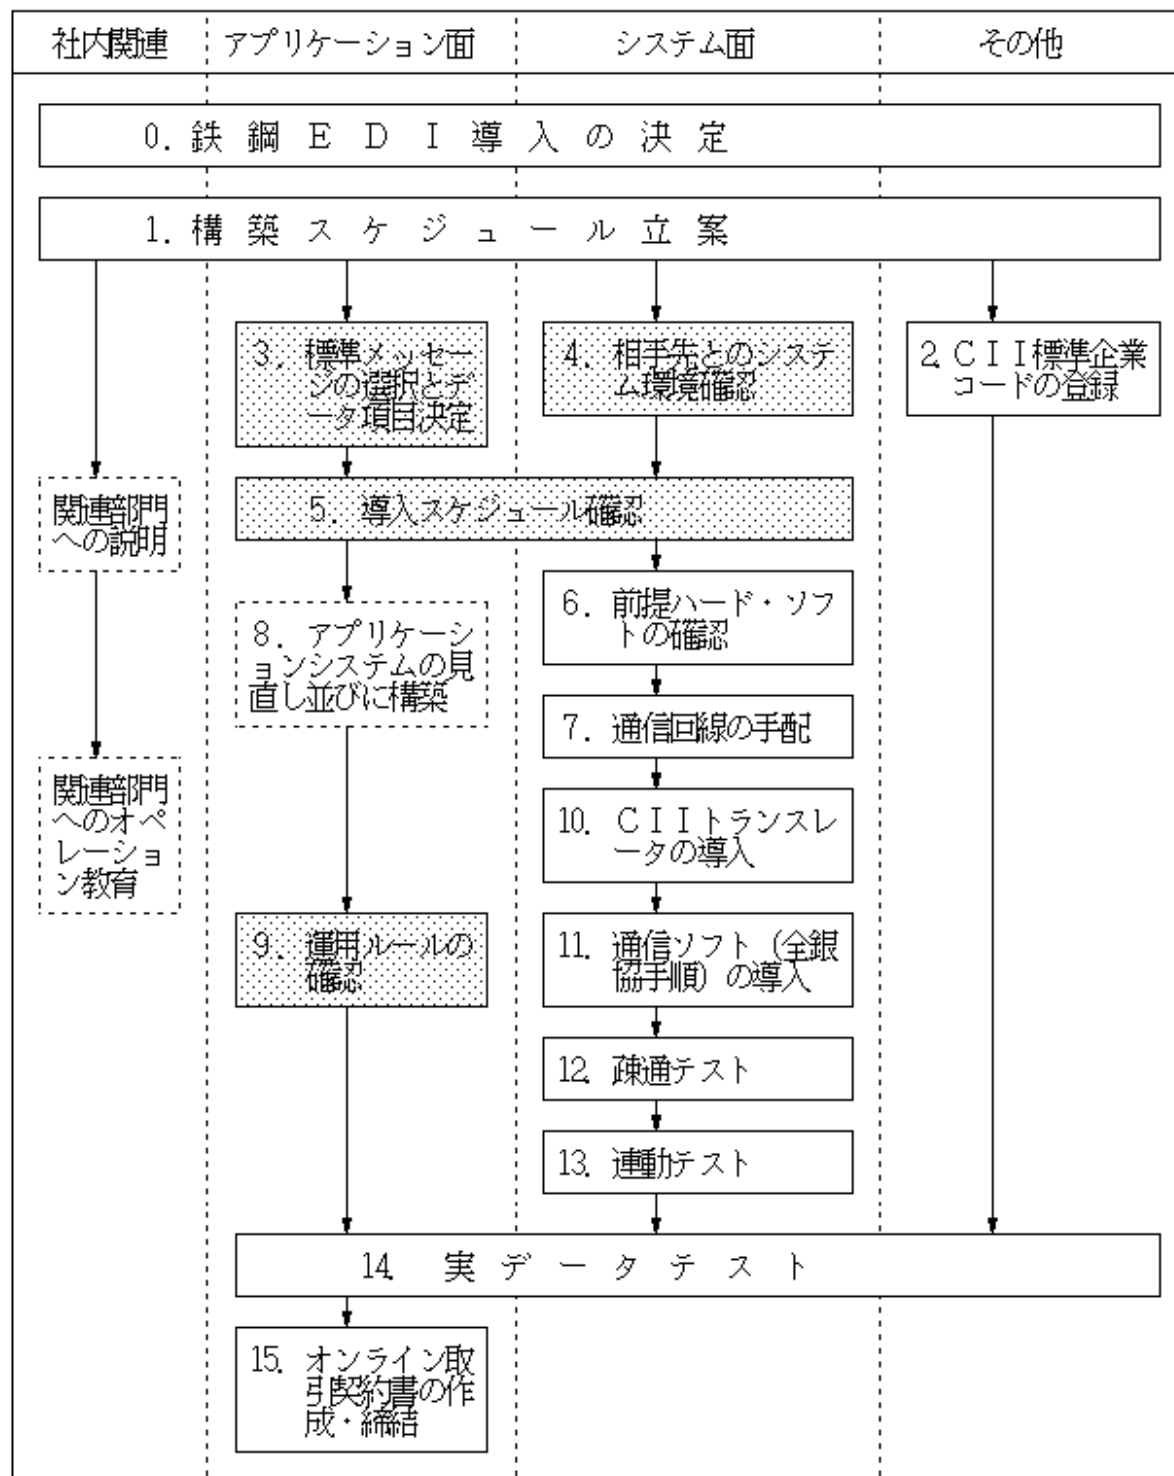 社内関連
アプリケーション面
システム面
その他
0. 鉄鋼ＥＤＩ導入の決定
1. 構築スケジュール立案
3. 標準メッセー
ジの選択とデ
ータ項目決定
4. 相手先とのシステ
ム環境確認
2. ＣＩＩ標準企業
コードの登録
関連部門
への説明
5. 導入スケジュール確認
6. 前提ハード・ソフ
トの確認
8. アプリケーシ
ョンシステムの見
直し並びに構築
7. 通信回線の手配
関連部門
へのオペ
レーショ
ン教育
10. ＣＩＩトランスレ
ータの導入
9. 運用ルールの
確認
11. 通信ソフト（全銀
協手順）の導入
12. 疎通テスト
13. 連動テスト
14. 実データテスト
15. オンライン取
引契約書の作
成・締結